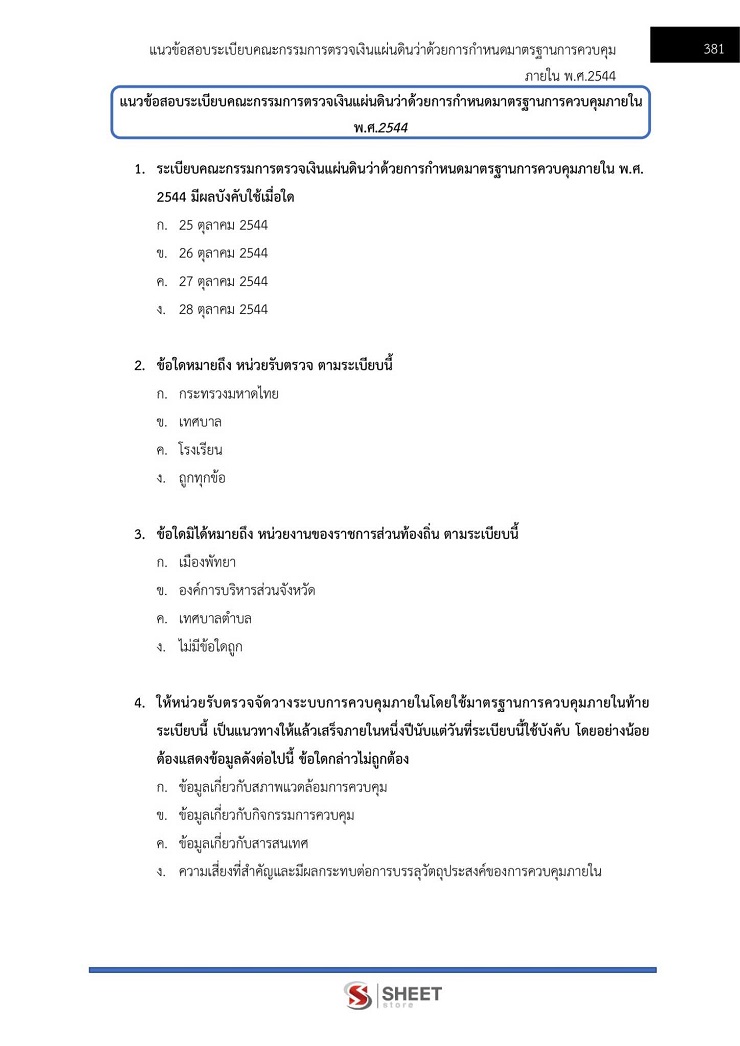 แนวข้อสอบระเบียบคณะกรรมการตรวจเงินแผ่นดินว่าด้วยการกำหนดมาตรฐานการควบคุม
381
ภายใน พ.ศ.2544
แนวข้อสอบระเบียบคณะกรรมการตรวจเงินแผ่นดินว่าด้วยการกำหนดมาตรฐานการควบคุมภายใน
พ.ศ.2544
1. ระเบียบคณะกรรมการตรวจเงินแผ่นดินว่าด้วยการกำหนดมาตรฐานการควบคุมภายใน พ.ศ.
2544 มีผลบังคับใช้เมื่อใด
ก. 25 ตุลาคม 2544
ข. 26 ตุลาคม 2544
ค. 27 ตุลาคม 2544
ง. 28 ตุลาคม 2544
2. ข้อใดหมายถึง หน่วยรับตรวจ ตามระเบียบนี้
ก. กระทรวงมหาดไทย
ข. เทศบาล
ค. โรงเรียน
ง. ถูกทุกข้อ
3. ข้อใดมิได้หมายถึง หน่วยงานของราชการส่วนท้องถิ่น ตามระเบียบนี้
ก. เมืองพัทยา
ข. องค์การบริหารส่วนจังหวัด
ค. เทศบาลตำบล
ง. ไม่มีข้อใดถูก
4. ให้หน่วยรับตรวจจัดวางระบบการควบคุมภายในโดยใช้มาตรฐานการควบคุมภายในท้าย
ระเบียบนี้ เป็นแนวทางให้แล้วเสร็จภายในหนึ่งปีนับแต่วันที่ระเบียบนี้ใช้บังคับ โดยอย่างน้อย
ต้องแสดงข้อมูลดังต่อไปนี้ ข้อใดกล่าวไม่ถูกต้อง
ก. ข้อมูลเกี่ยวกับสภาพแวดล้อมการควบคุม
ข. ข้อมูลเกี่ยวกับกิจกรรมการควบคุม
ค. ข้อมูลเกี่ยวกับสารสนเทศ
ง. ความเสี่ยงที่สำคัญและมีผลกระทบต่อการบรรลุวัตถุประสงค์ของการควบคุมภายใน
SHEET
store